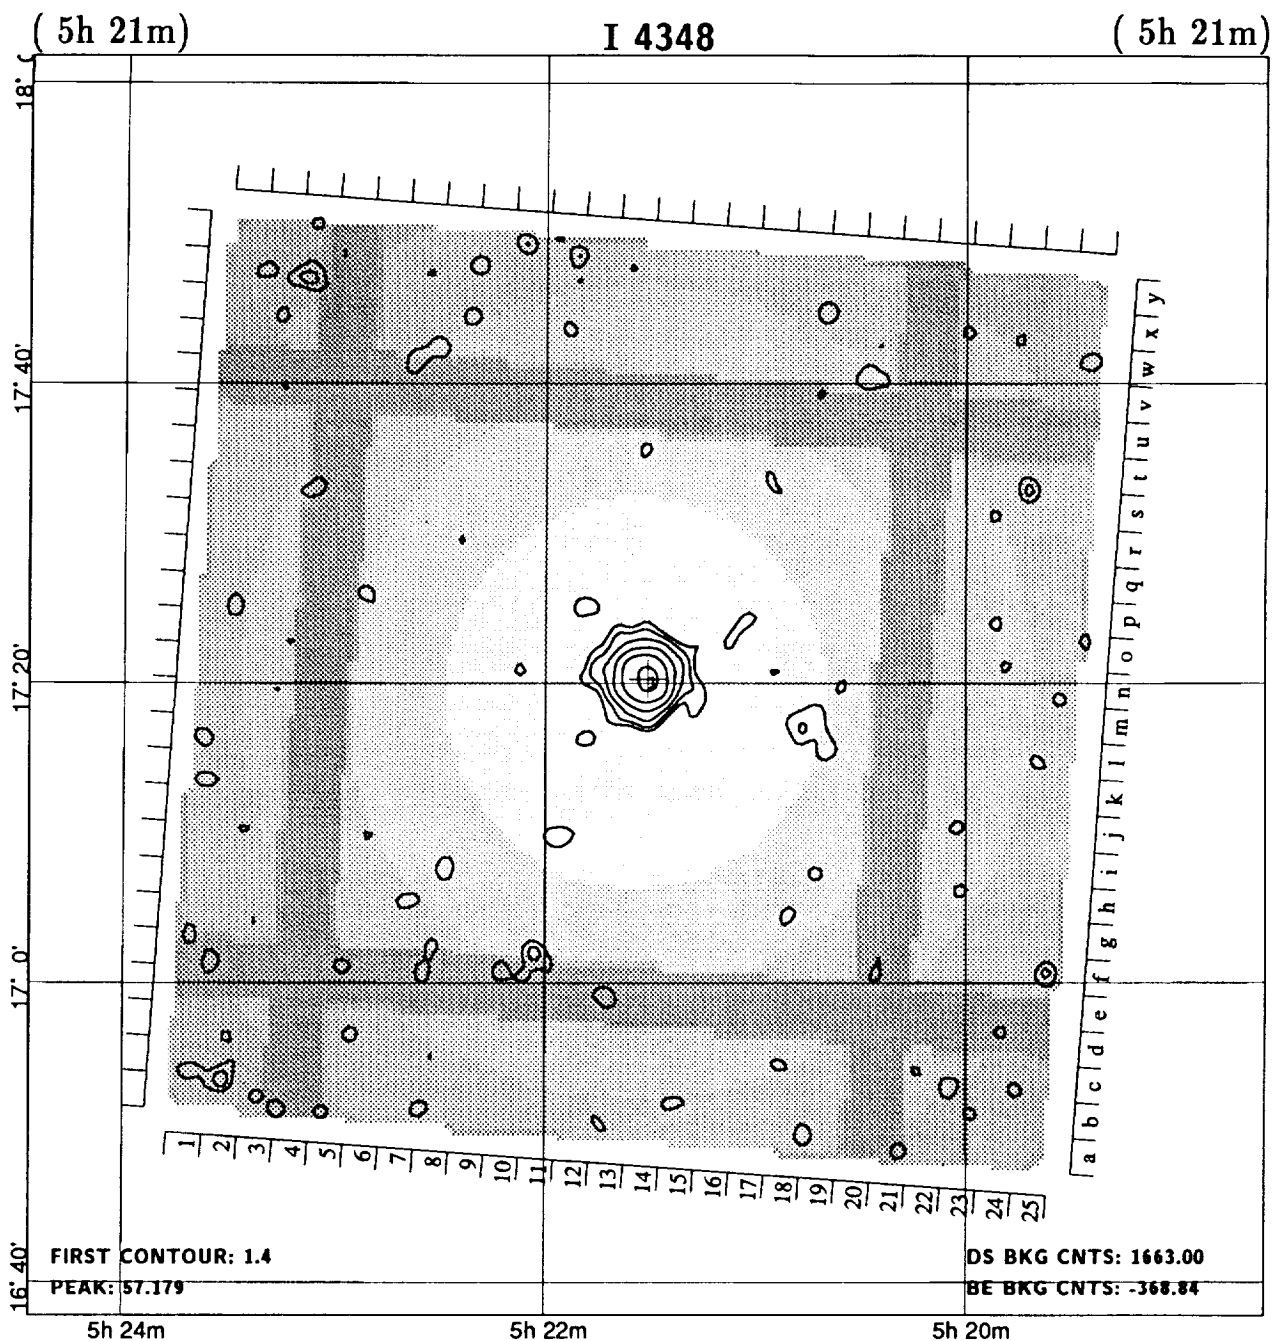 ( 5h 21m) I 4348 ( 5h 21m)
18°
17° 40'
17° 20'
17° 0'
16° 40'
y
x
w
v
u
t
s
r
q
p
o
n
m
l
k
j
i
h
g
f
e
d
c
b
a
1 2 3 4 5 6 7 8 9 10 11 12 13 14 15 16 17 18 19 20 21 22 23 24 25
FIRST CONTOUR: 1.4 DS BKG CNTS: 1663.00
PEAK: 57.179 BE BKG CNTS: -368.84
5h 24m 5h 22m 5h 20m